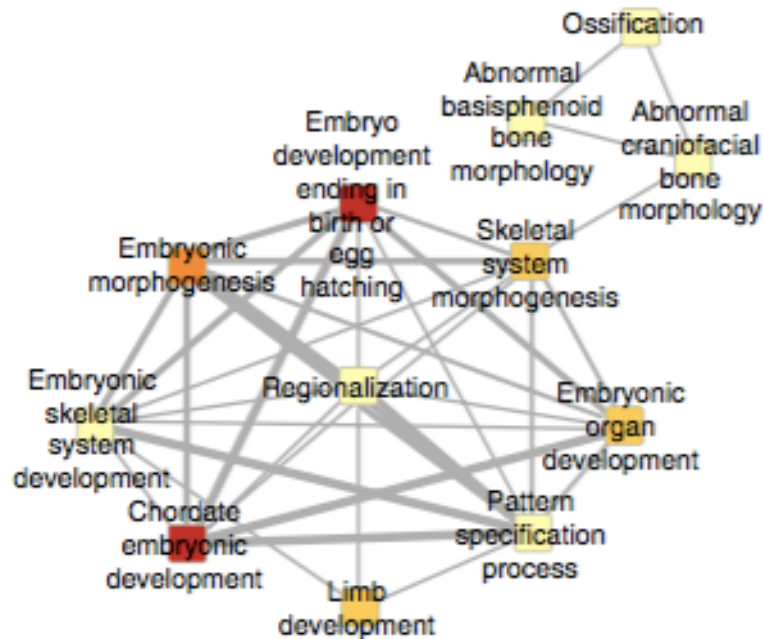 Ossification
Abnormal
basisphenoid
bone
morphology
Abnormal
craniofacial
bone
morphology
Embryo
development
ending in
birth or
egg
hatching
Skeletal
system
morphogenesis
Embryonic
morphogenesis
Embryonic
skeletal
system
development
Regionalization
Embryonic
organ
development
Chordate
embryonic
development
Pattern
specification
process
Limb
development